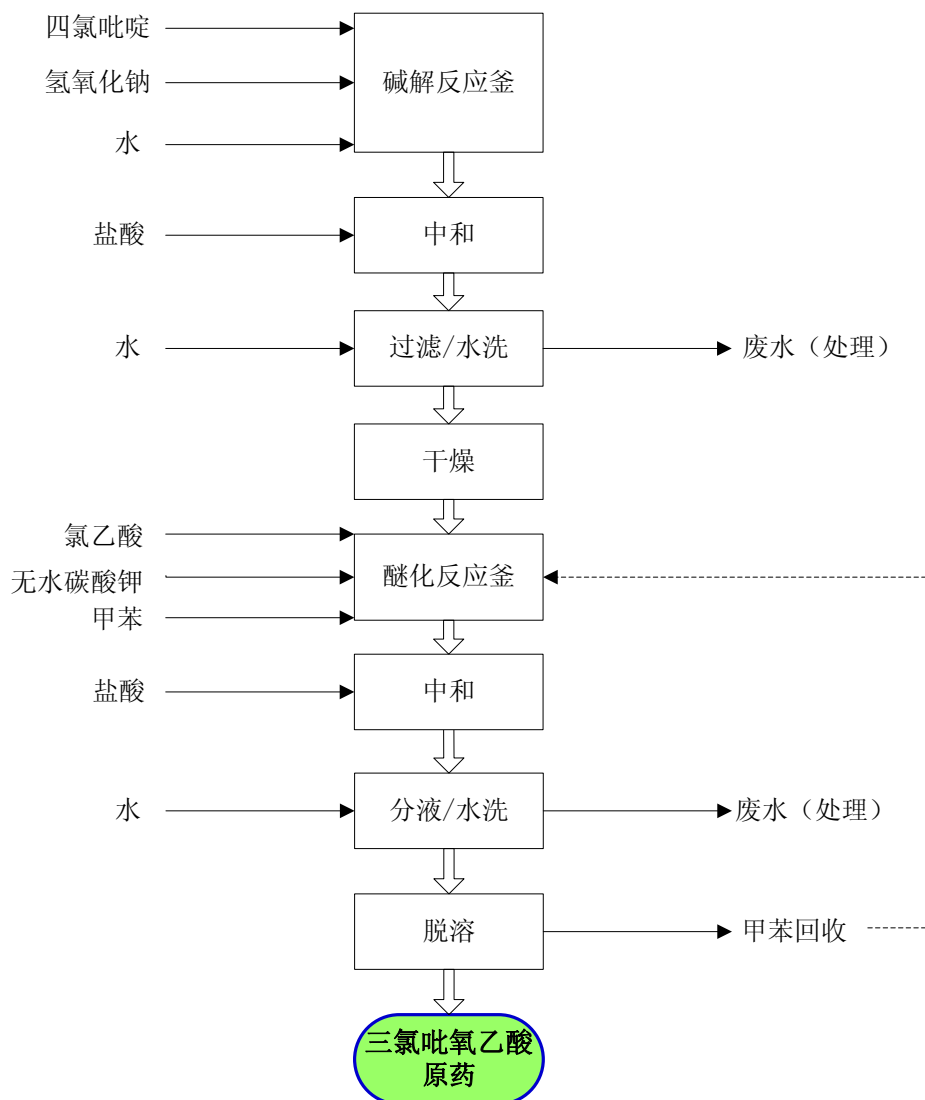 四氯吡啶
氢氧化钠
水
碱解反应釜
盐酸
中和
水
过滤/水洗
废水（处理）
干燥
氯乙酸
无水碳酸钾
甲苯
醚化反应釜
盐酸
中和
水
分液/水洗
废水（处理）
脱溶
甲苯回收
三氯吡氧乙酸
原药